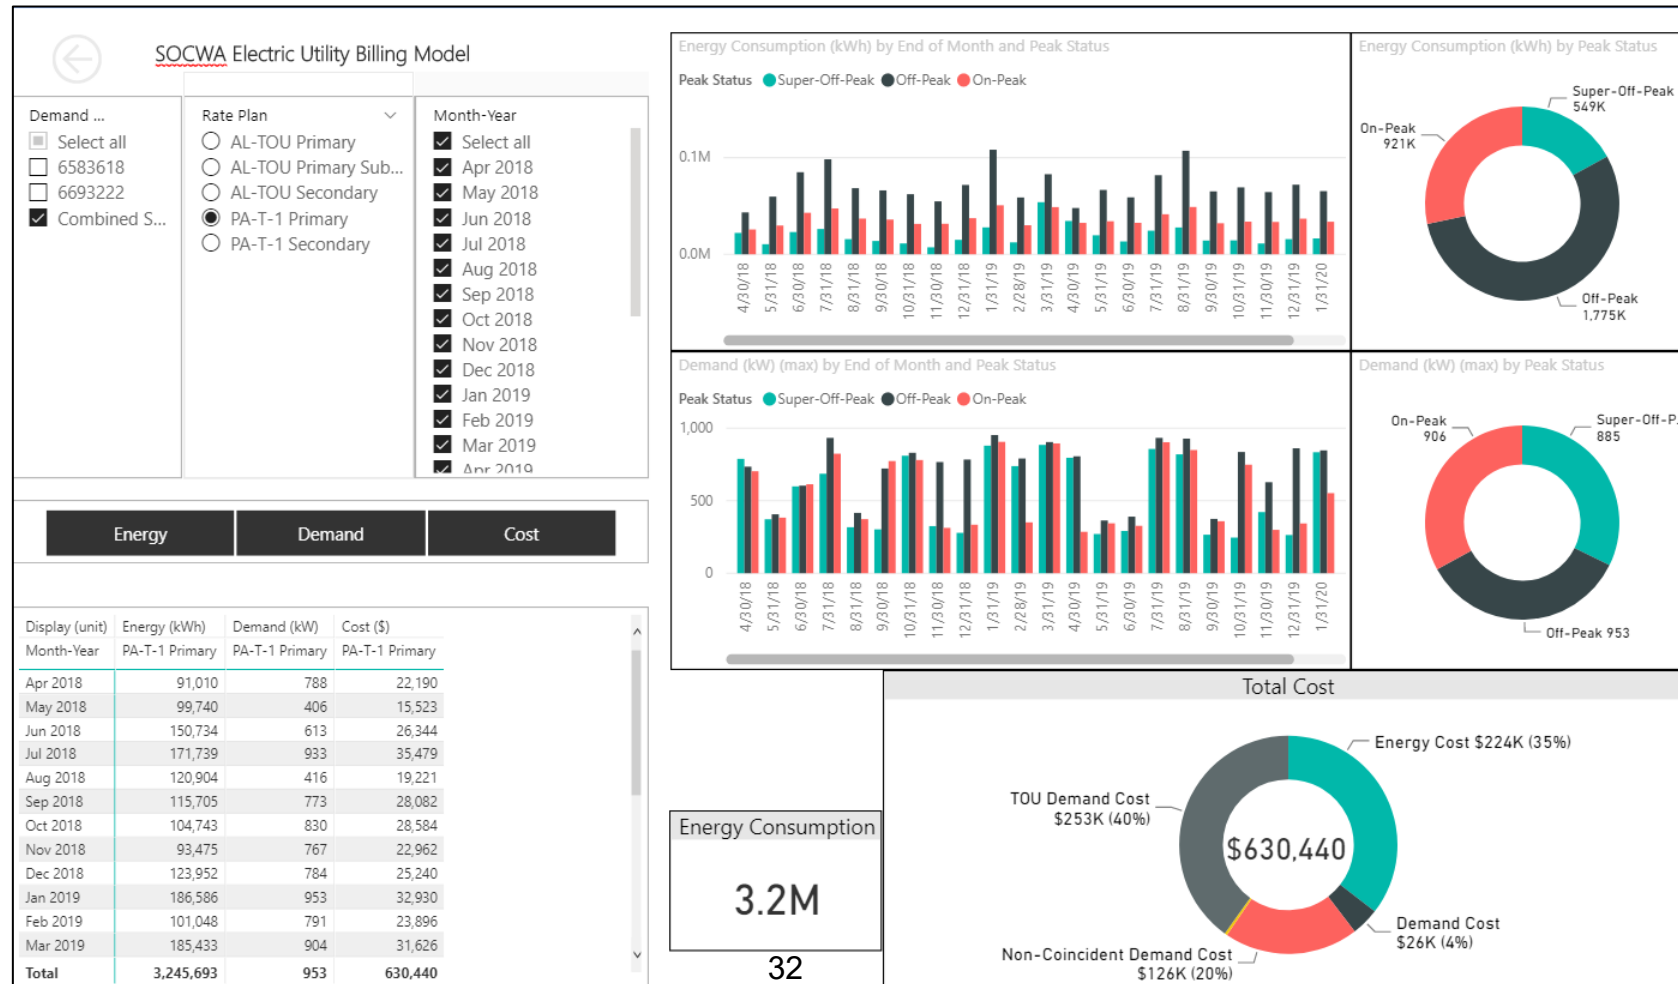 SOCWA Electric Utility Billing Model
Demand ...
Select all
6583618
6693222
Combined S...
Rate Plan
AL-TOU Primary
AL-TOU Primary Sub...
AL-TOU Secondary
PA-T-1 Primary
PA-T-1 Secondary
Month-Year
Select all
Apr 2018
May 2018
Jun 2018
Jul 2018
Aug 2018
Sep 2018
Oct 2018
Nov 2018
Dec 2018
Jan 2019
Feb 2019
Mar 2019
Apr 2019
Energy Demand Cost
Display (unit) Energy (kWh) Demand (kW) Cost ($)
Month-Year PA-T-1 Primary PA-T-1 Primary PA-T-1 Primary
Apr 2018 91,010 788 22,190
May 2018 99,740 406 15,523
Jun 2018 150,734 613 26,344
Jul 2018 171,739 933 35,479
Aug 2018 120,904 416 19,221
Sep 2018 115,705 773 28,082
Oct 2018 104,743 830 28,584
Nov 2018 93,475 767 22,962
Dec 2018 123,952 784 25,240
Jan 2019 186,586 953 32,930
Feb 2019 101,048 791 23,896
Mar 2019 185,433 904 31,626
Total 3,245,693 953 630,440
Energy Consumption (kWh) by End of Month and Peak Status
Peak Status Super-Off-Peak Off-Peak On-Peak
0.1M
0.0M
4/30/18 5/31/18 6/30/18 7/31/18 8/31/18 9/30/18 10/31/18 11/30/18 12/31/18 1/31/19 2/28/19 3/31/19 4/30/19 5/31/19 6/30/19 7/31/19 8/31/19 9/30/19 10/31/19 11/30/19 12/31/19 1/31/20
Energy Consumption (kWh) by Peak Status
Super-Off-Peak
549K
On-Peak
921K
Off-Peak
1,775K
Demand (kW) (max) by End of Month and Peak Status
Peak Status Super-Off-Peak Off-Peak On-Peak
1,000
500
0
4/30/18 5/31/18 6/30/18 7/31/18 8/31/18 9/30/18 10/31/18 11/30/18 12/31/18 1/31/19 2/28/19 3/31/19 4/30/19 5/31/19 6/30/19 7/31/19 8/31/19 9/30/19 10/31/19 11/30/19 12/31/19 1/31/20
Demand (kW) (max) by Peak Status
On-Peak
906
Super-Off-P...
885
Off-Peak 953
Energy Consumption
3.2M
32
Total Cost
Energy Cost $224K (35%)
TOU Demand Cost
$253K (40%)
$630,440
Demand Cost
$26K (4%)
Non-Coincident Demand Cost
$126K (20%)